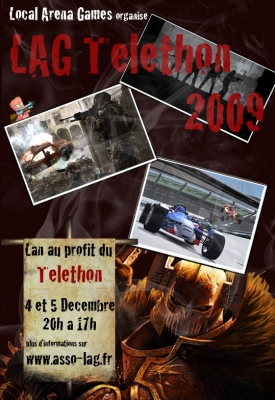 Local Arena Games organise
LAG Telethon
2009
Lan au profit du
Telethon
4 et 5 Decembre
20h a 17h
plus d'informations sur
www.asso-lag.fr